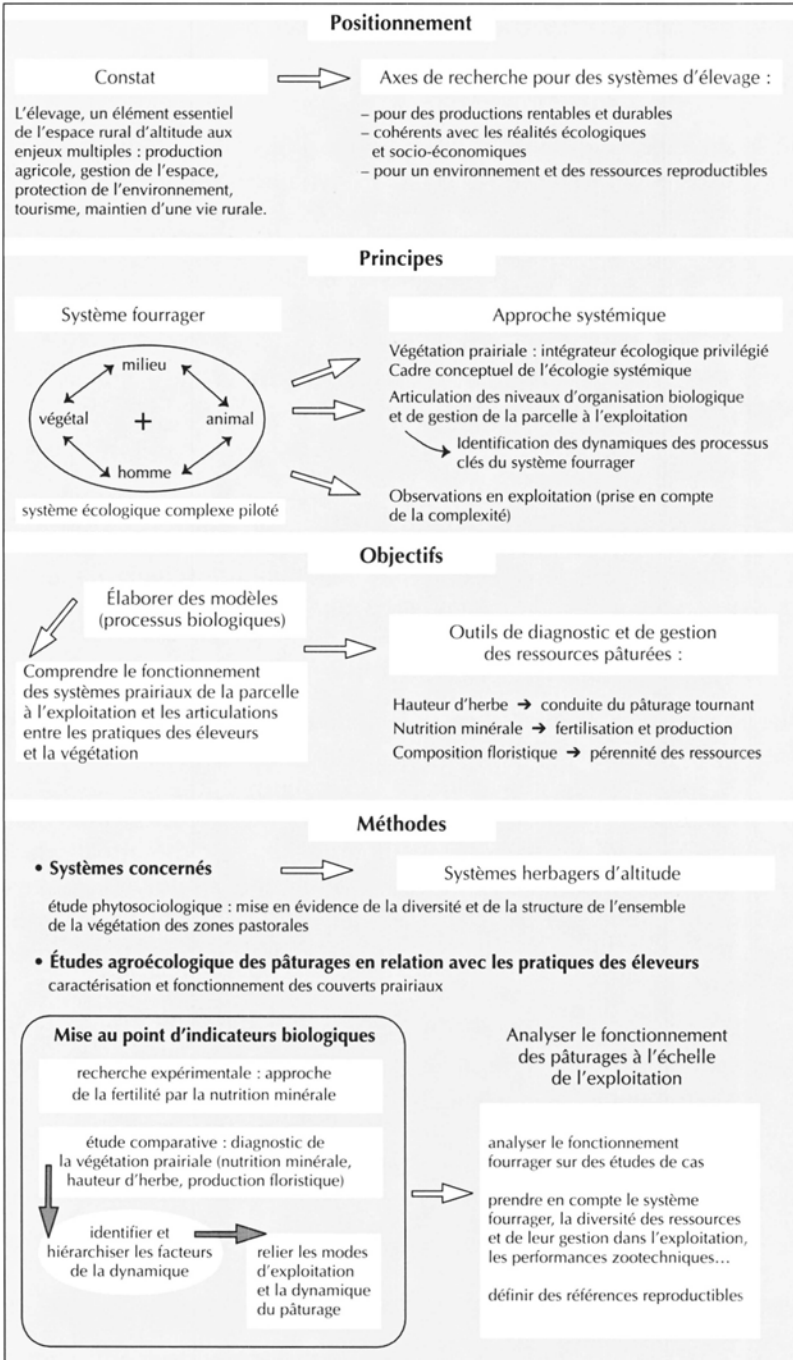 Positionnement
Constat
Axes de recherche pour des systèmes d'élevage :
L'élevage, un élément essentiel
de l'espace rural d'altitude aux
enjeux multiples : production
agricole, gestion de l'espace,
protection de l'environnement,
tourisme, maintien d'une vie rurale.
– pour des productions rentables et durables
– cohérents avec les réalités écologiques
et socio-économiques
– pour un environnement et des ressources reproductibles
Principes
Système fourrager
milieu
végétal + animal
homme
système écologique complexe piloté
Approche systémique
Végétation prairiale : intégrateur écologique privilégié
Cadre conceptuel de l'écologie systémique
Articulation des niveaux d'organisation biologique
et de gestion de la parcelle à l'exploitation
Identification des dynamiques des processus
clés du système fourrager
Observations en exploitation (prise en compte
de la complexité)
Objectifs
Élaborer des modèles
(processus biologiques)
Comprendre le fonctionnement
des systèmes prairiaux de la parcelle
à l'exploitation et les articulations
entre les pratiques des éleveurs
et la végétation
Outils de diagnostic et de gestion
des ressources pâturées :
Hauteur d'herbe ➔ conduite du pâturage tournant
Nutrition minérale ➔ fertilisation et production
Composition floristique ➔ pérennité des ressources
Méthodes
• Systèmes concernés
Systèmes herbagers d'altitude
étude phytosociologique : mise en évidence de la diversité et de la structure de l'ensemble
de la végétation des zones pastorales
• Études agroécologique des pâturages en relation avec les pratiques des éleveurs
caractérisation et fonctionnement des couverts prairiaux
Mise au point d'indicateurs biologiques
recherche expérimentale : approche
de la fertilité par la nutrition minérale
étude comparative : diagnostic de
la végétation prairiale (nutrition minérale,
hauteur d'herbe, production floristique)
identifier et
hiérarchiser les facteurs
de la dynamique
relier les modes
d'exploitation
et la dynamique
du pâturage
Analyser le fonctionnement
des pâturages à l'échelle
de l'exploitation
analyser le fonctionnement
fourrager sur des études de cas
prendre en compte le système
fourrager, la diversité des ressources
et de leur gestion dans l'exploitation,
les performances zootechniques...
définir des références reproductibles